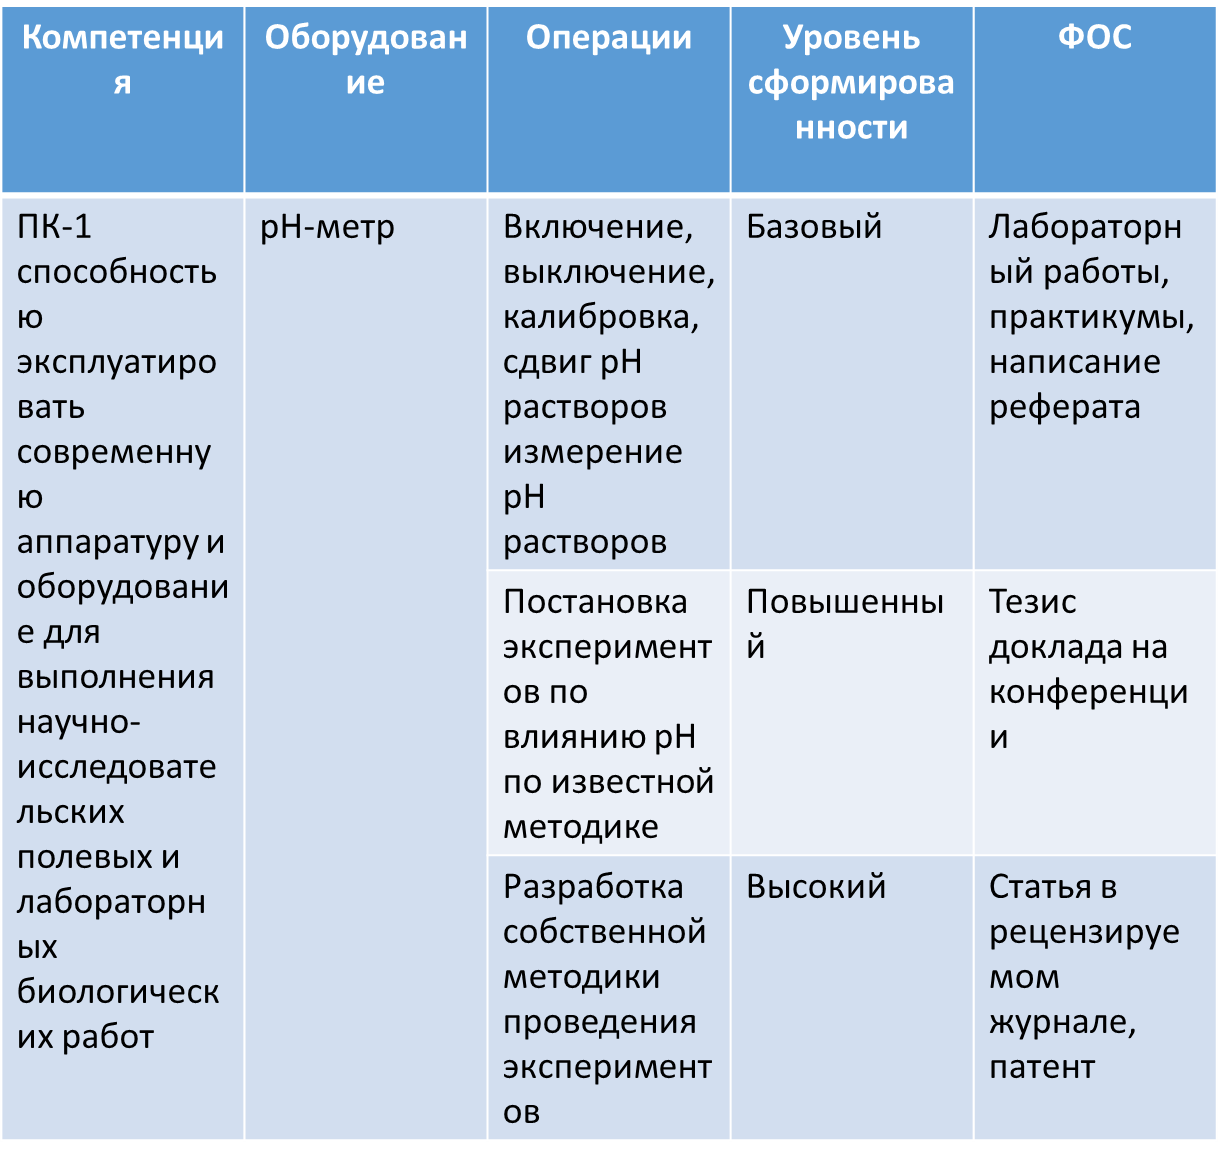 Компетенци
я
Оборудован
ие
Операции
Уровень
сформирова
нности
ФОС
ПК-1
способность
ю
эксплуатиро
вать
современну
ю
аппаратуру и
оборудовани
е для
выполнения
научно-
исследовате
льских
полевых и
лабораторн
ых
биологическ
их работ
рН-метр
Включение,
выключение,
калибровка,
сдвиг рН
растворов
измерение
рН
растворов
Базовый
Лабораторн
ый работы,
практикумы,
написание
реферата
Постановка
эксперимент
ов по
влиянию рН
по известной
методике
Повышенны
й
Тезис
доклада на
конференци
и
Разработка
собственной
методики
проведения
эксперимент
ов
Высокий
Статья в
рецензируе
мом
журнале,
патент